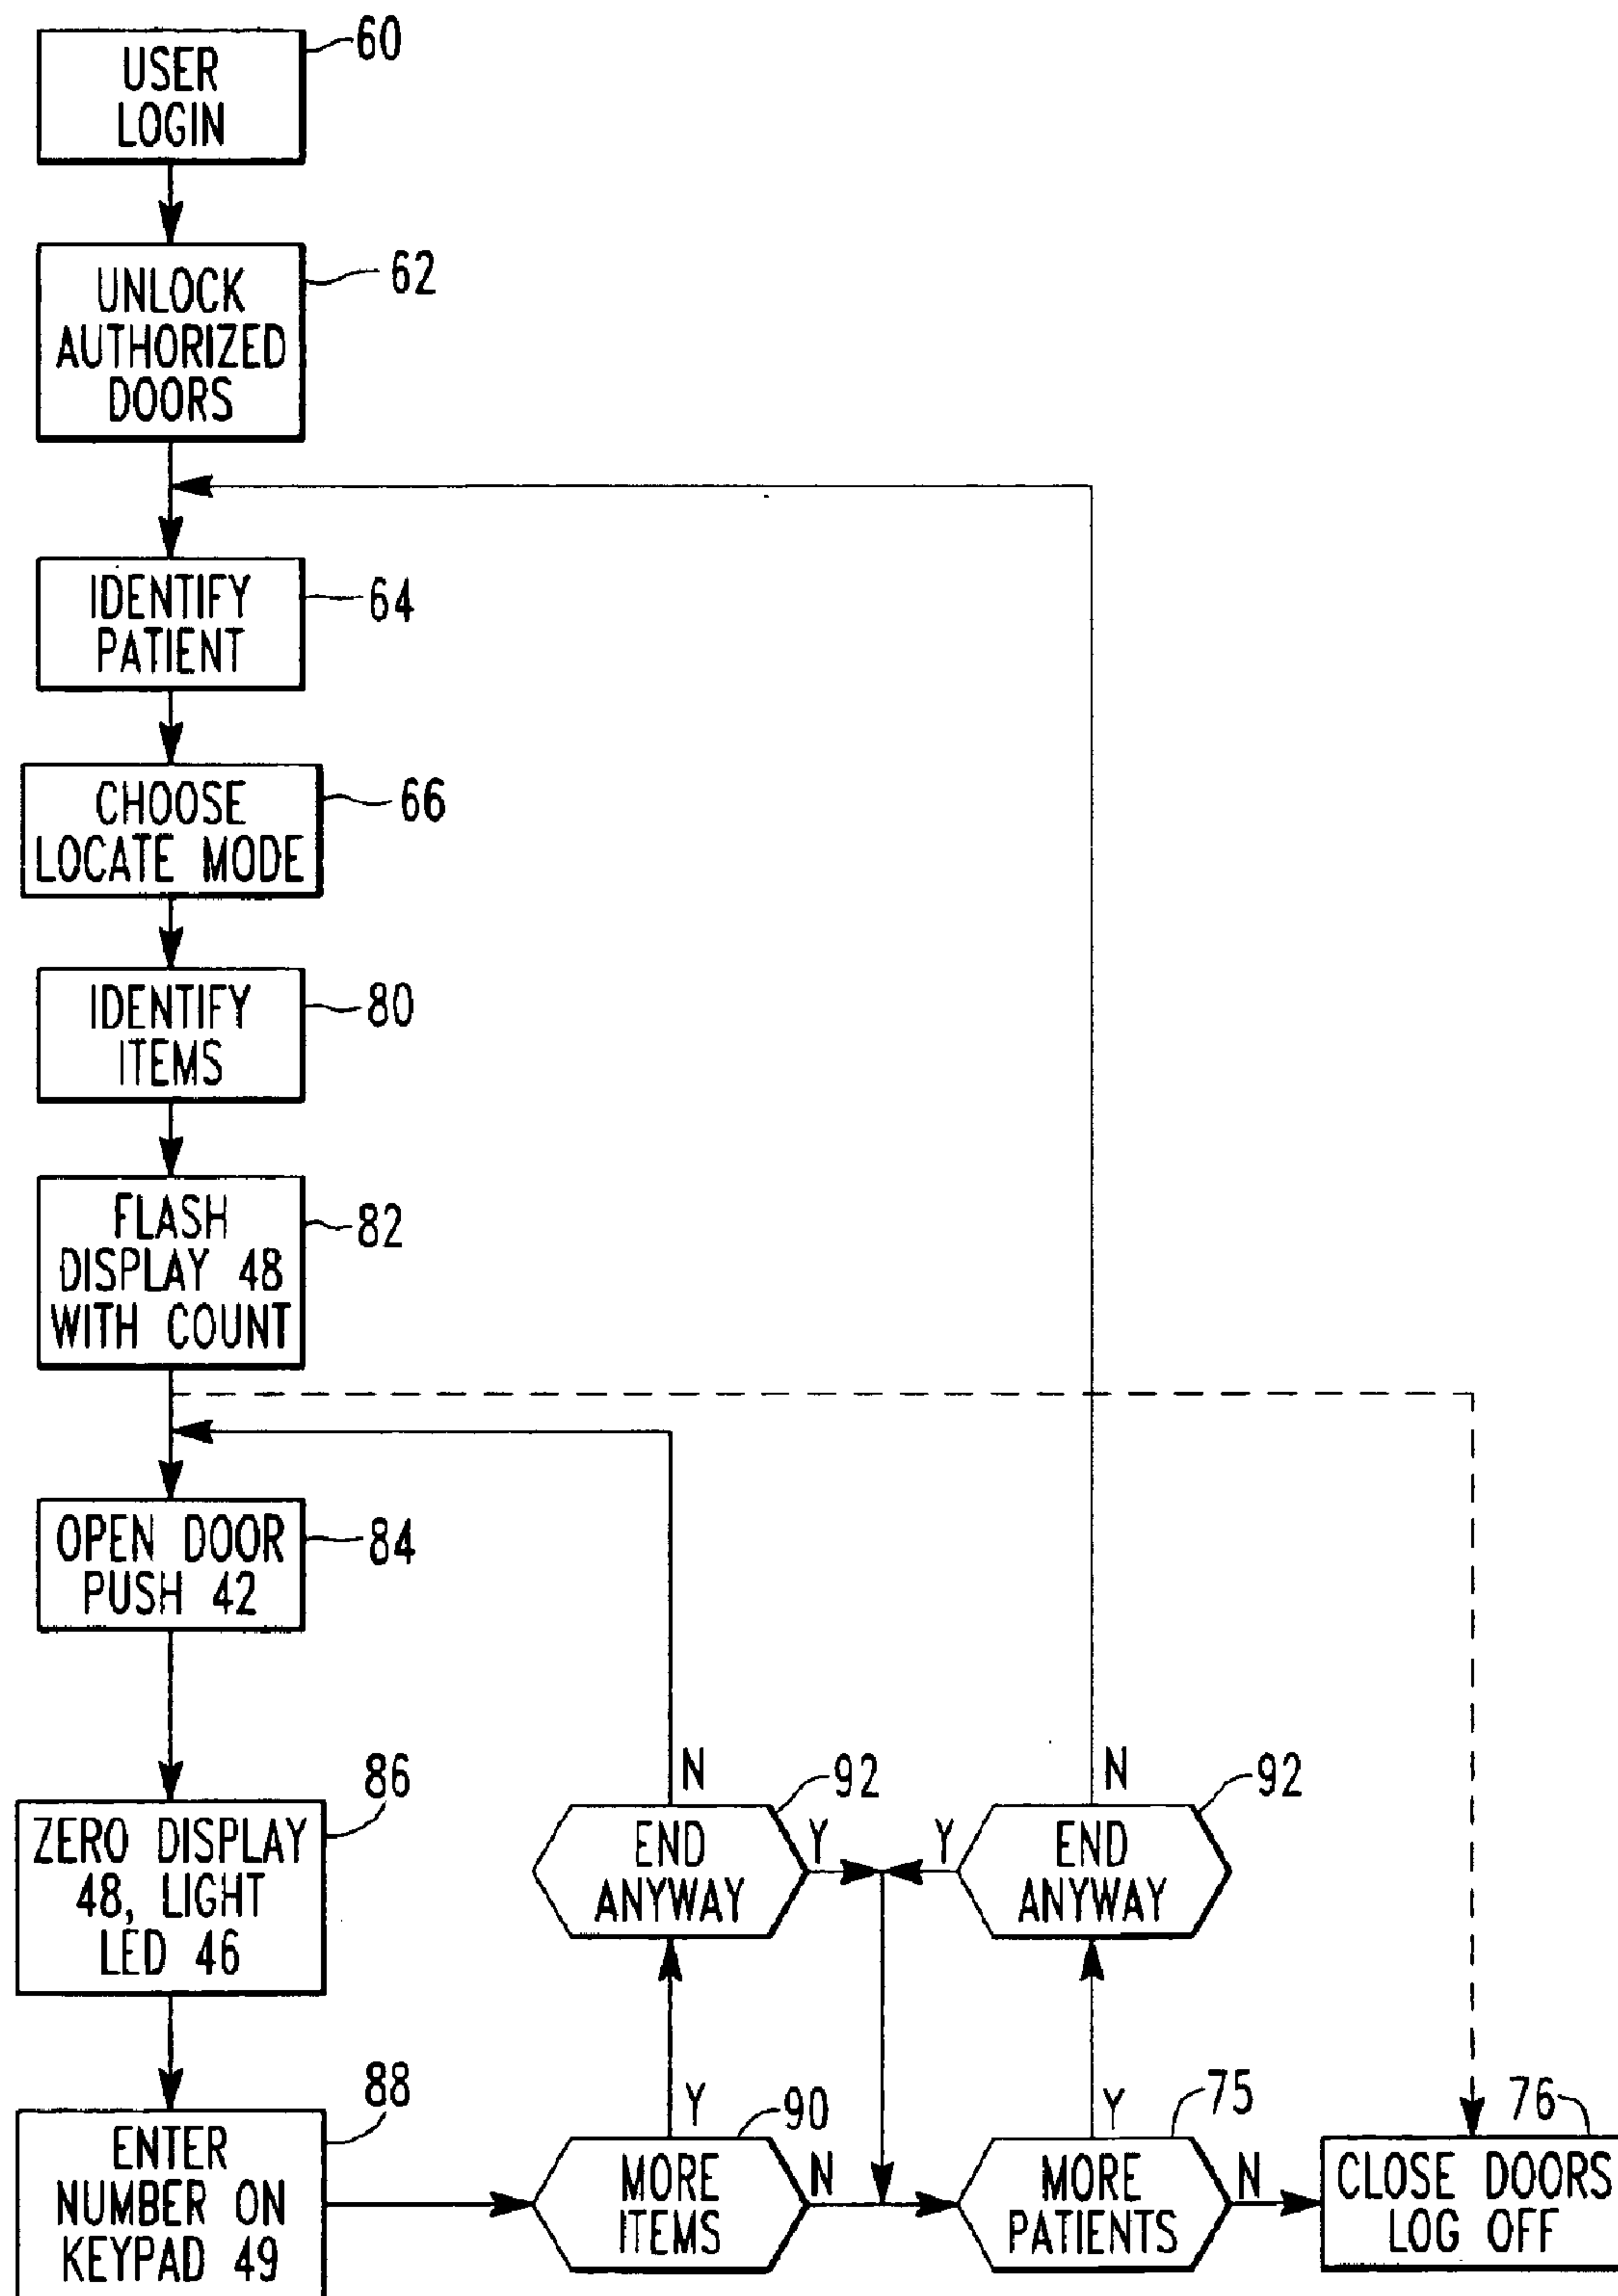 USER
LOGIN
60
UNLOCK
AUTHORIZED
DOORS
62
IDENTIFY
PATIENT
64
CHOOSE
LOCATE MODE
66
IDENTIFY
ITEMS
80
FLASH
DISPLAY 48
WITH COUNT
82
OPEN DOOR
PUSH 42
84
ZERO DISPLAY
48, LIGHT
LED 46
86
ENTER
NUMBER ON
KEYPAD 49
88
N
END
ANYWAY
92
Y
Y
N
END
ANYWAY
92
Y
MORE
ITEMS
90
N
Y
MORE
PATIENTS
75
N
CLOSE DOORS
LOG OFF
76